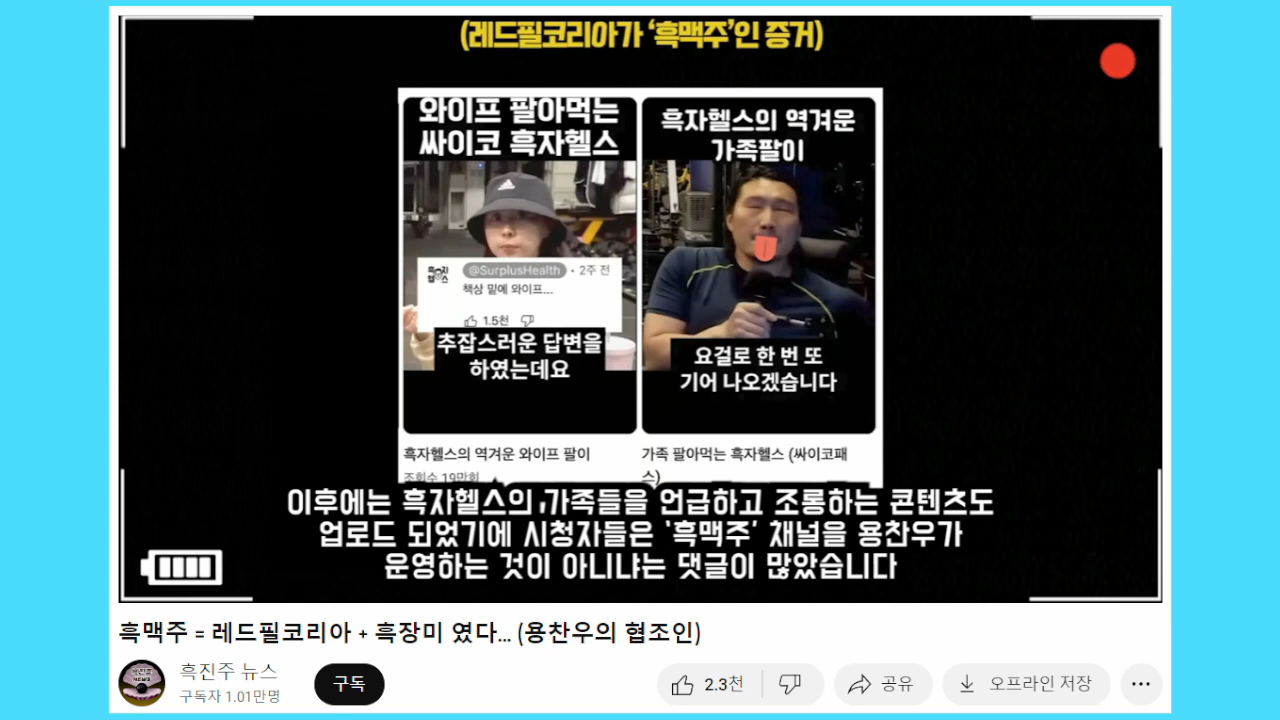 (레드필코리아가 ‘흑맥주’인 증거)
와이프 팔아먹는
싸이코 흑자헬스
@SurplusHealth · 2주 전
책상 밑에 와이프...
1.5천
추잡스러운 답변을
하였는데요
흑자헬스의 역겨운
가족팔이
요걸로 한 번 또
기어 나오겠습니다
흑자헬스의 역겨운 와이프 팔이
조회수 19만회
가족 팔아먹는 흑자헬스 (싸이코패
스)
이후에는 흑자헬스의 가족들을 언급하고 조롱하는 콘텐츠도
업로드 되었기에 시청자들은 ‘흑맥주’ 채널을 용찬우가
운영하는 것이 아니냐는 댓글이 많았습니다
흑맥주 = 레드필코리아 + 흑장미 였다... (용찬우의 협조인)
흑진주 뉴스
구독자 1.01만명
구독
2.3천
공유
오프라인 저장